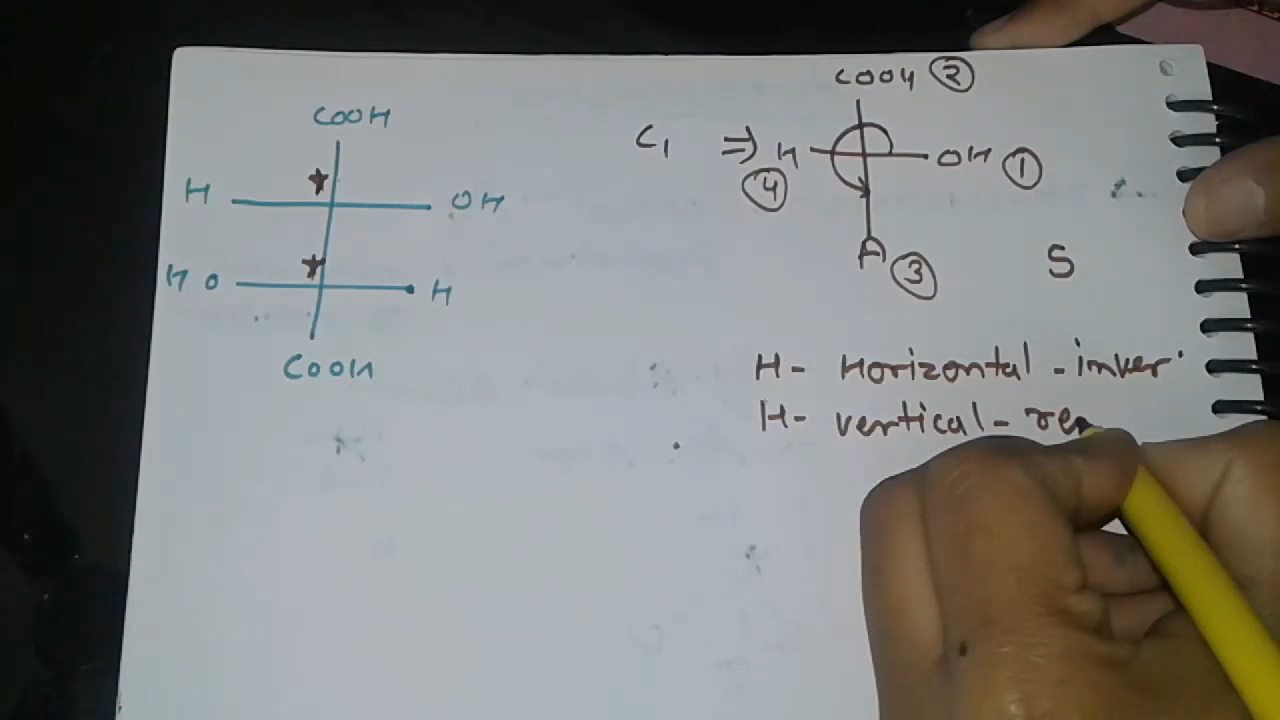 COOH
H OH
HO H
COOH
COOH 2
C1 ⇒ H OH 1
4
A 3
S
H- Horizontal - inver
H- vertical - re